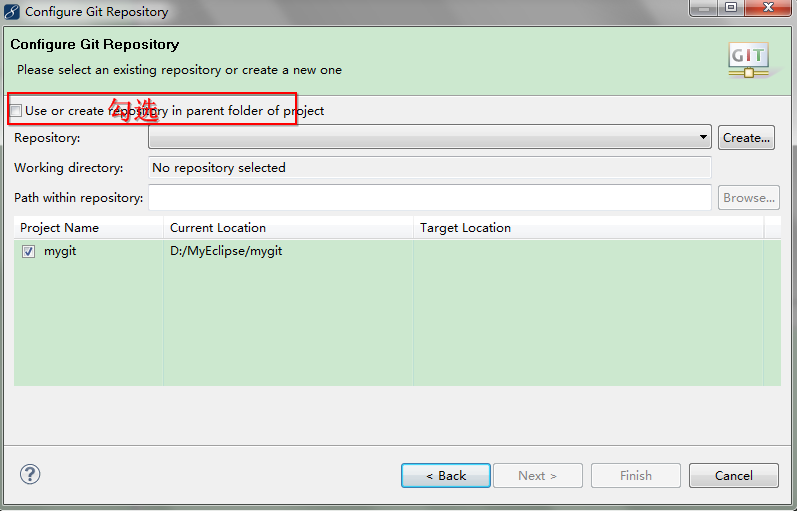 Configure Git Repository
Configure Git Repository
Please select an existing repository or create a new one
GIT
Use or create repository in parent folder of project
勾选
Repository: Create...
Working directory: No repository selected
Path within repository: Browse...
Project Name Current Location Target Location
mygit D:/MyEclipse/mygit
? < Back Next > Finish Cancel